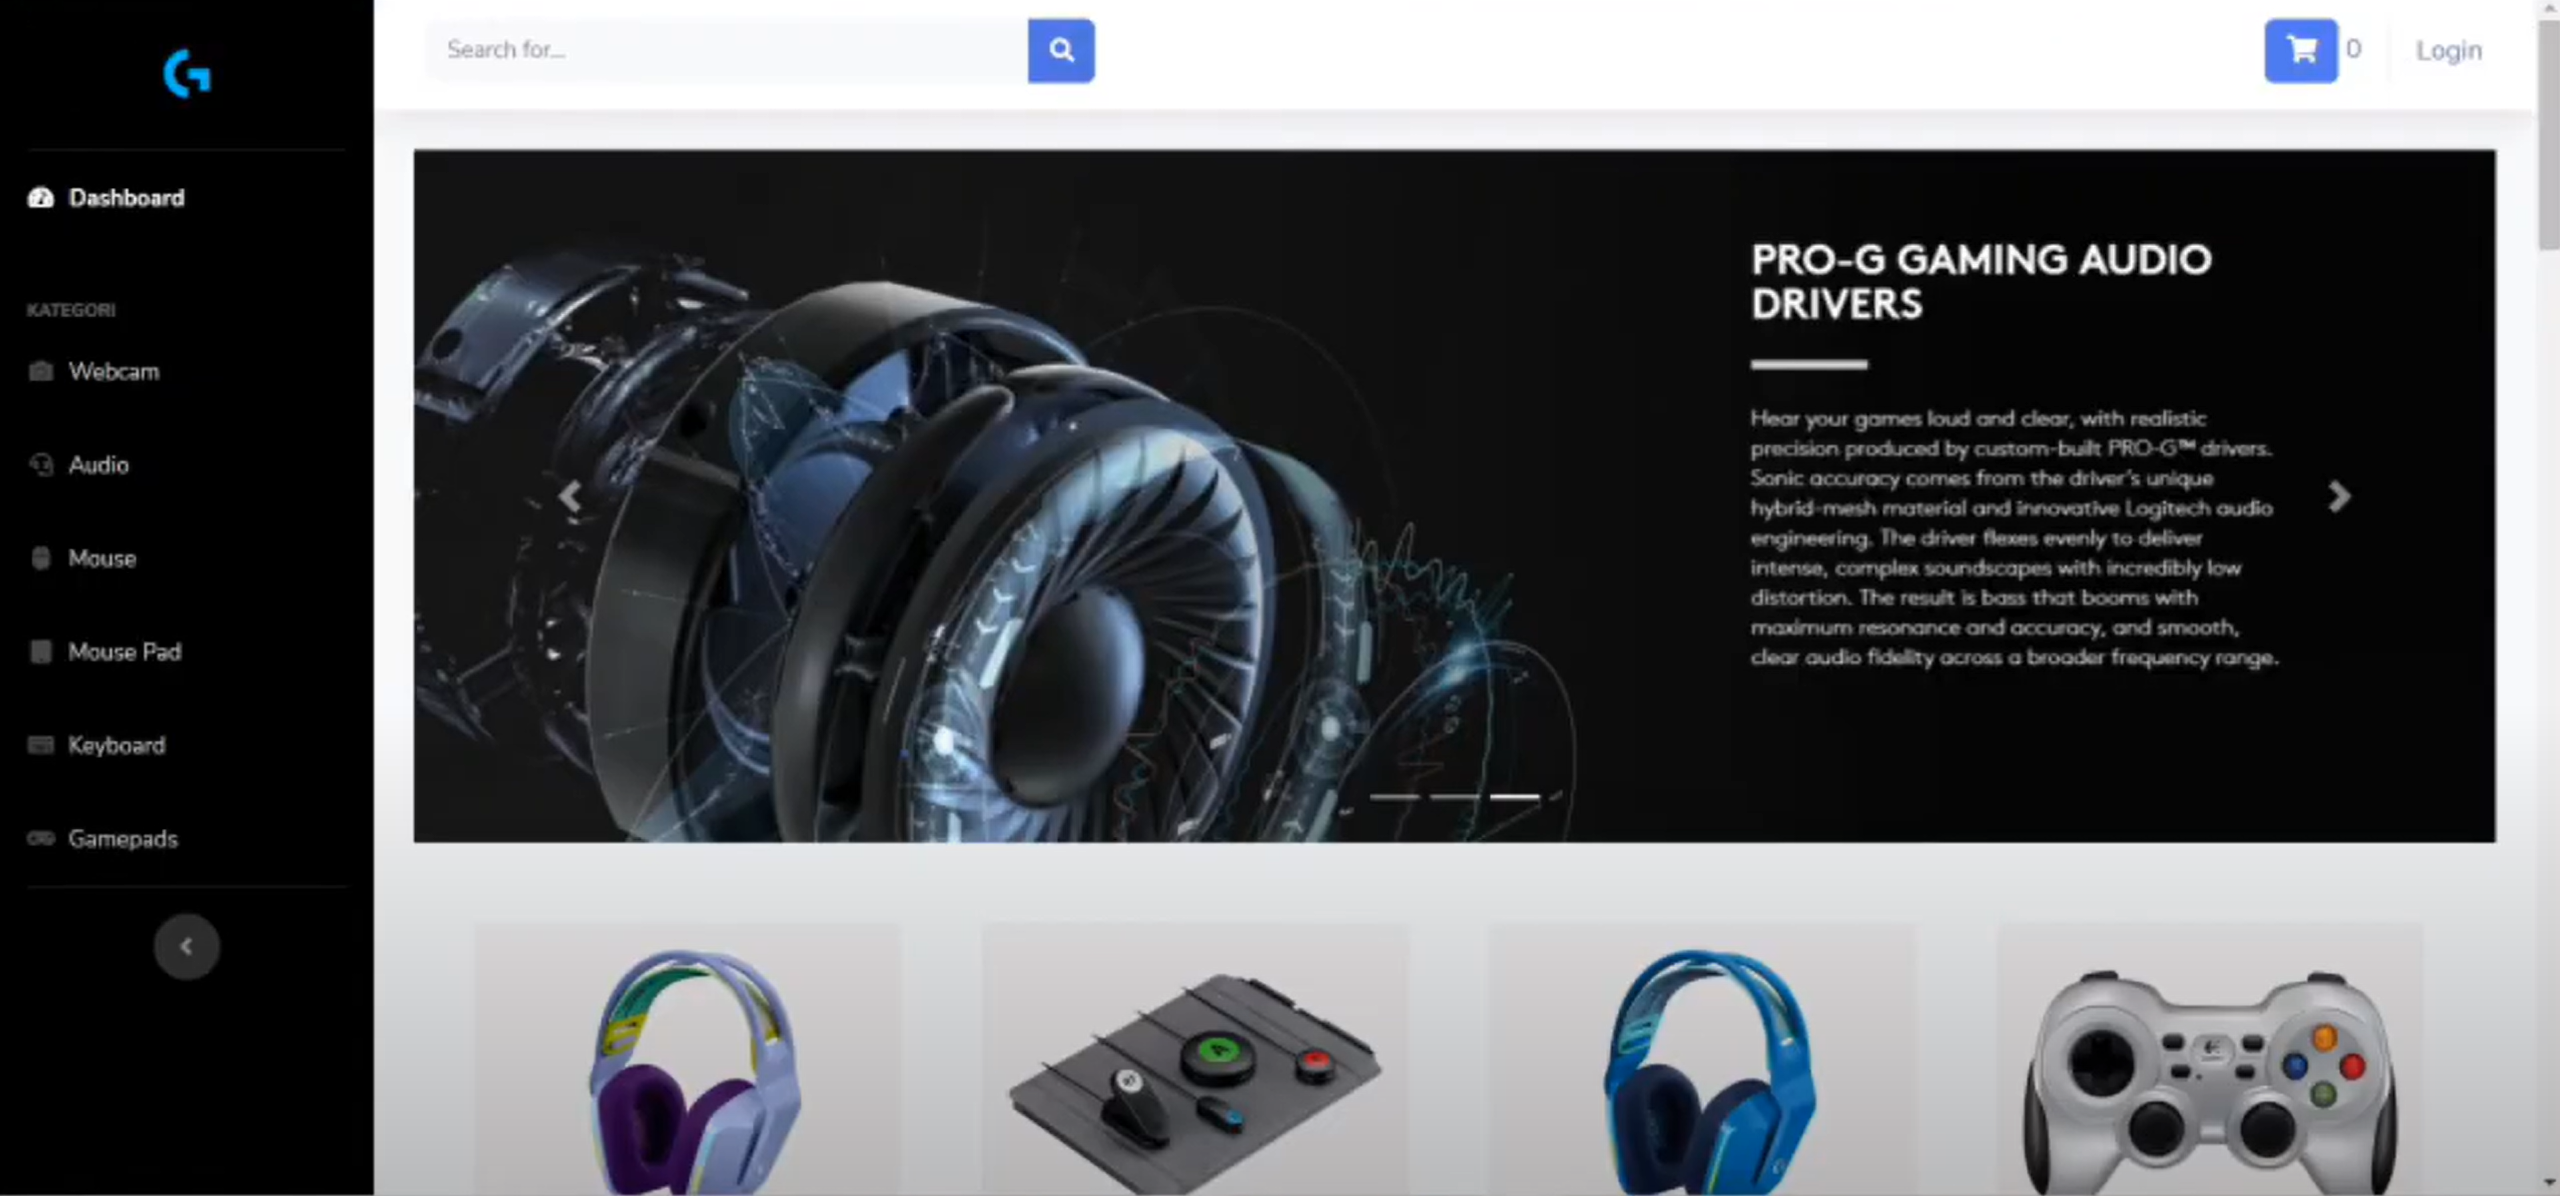 Search for...
0
Login
Dashboard
KATEGORI
Webcam
Audio
Mouse
Mouse Pad
Keyboard
Gamepads
PRO-G GAMING AUDIO
DRIVERS
Hear your games loud and clear, with realistic
precision produced by custom-built PRO-G™ drivers.
Sonic accuracy comes from the driver's unique
hybrid-mesh material and innovative Logitech audio
engineering. The driver flexes evenly to deliver
intense, complex soundscapes with incredibly low
distortion. The result is bass that booms with
maximum resonance and accuracy, and smooth,
clear audio fidelity across a broader frequency range.
A